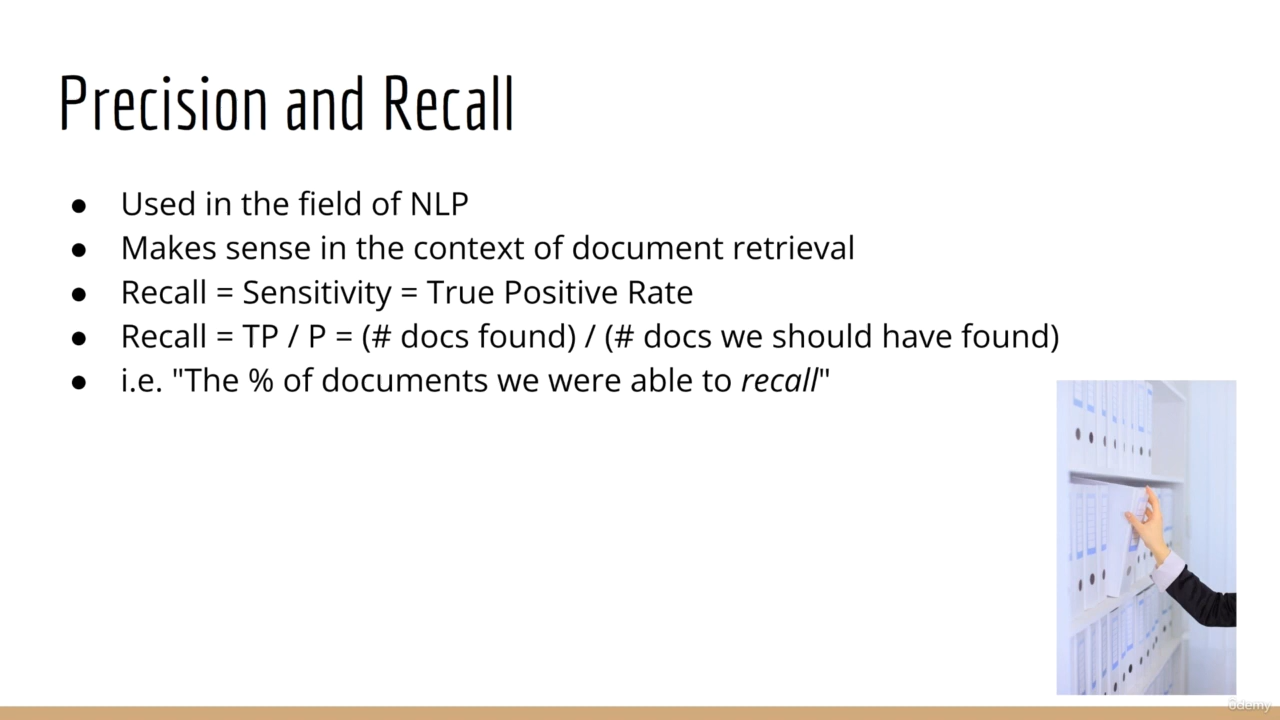 Precision and Recall
● Used in the field of NLP
● Makes sense in the context of document retrieval
● Recall = Sensitivity = True Positive Rate
● Recall = TP / P = (# docs found) / (# docs we should have found)
● i.e. "The % of documents we were able to recall"
ûdemy